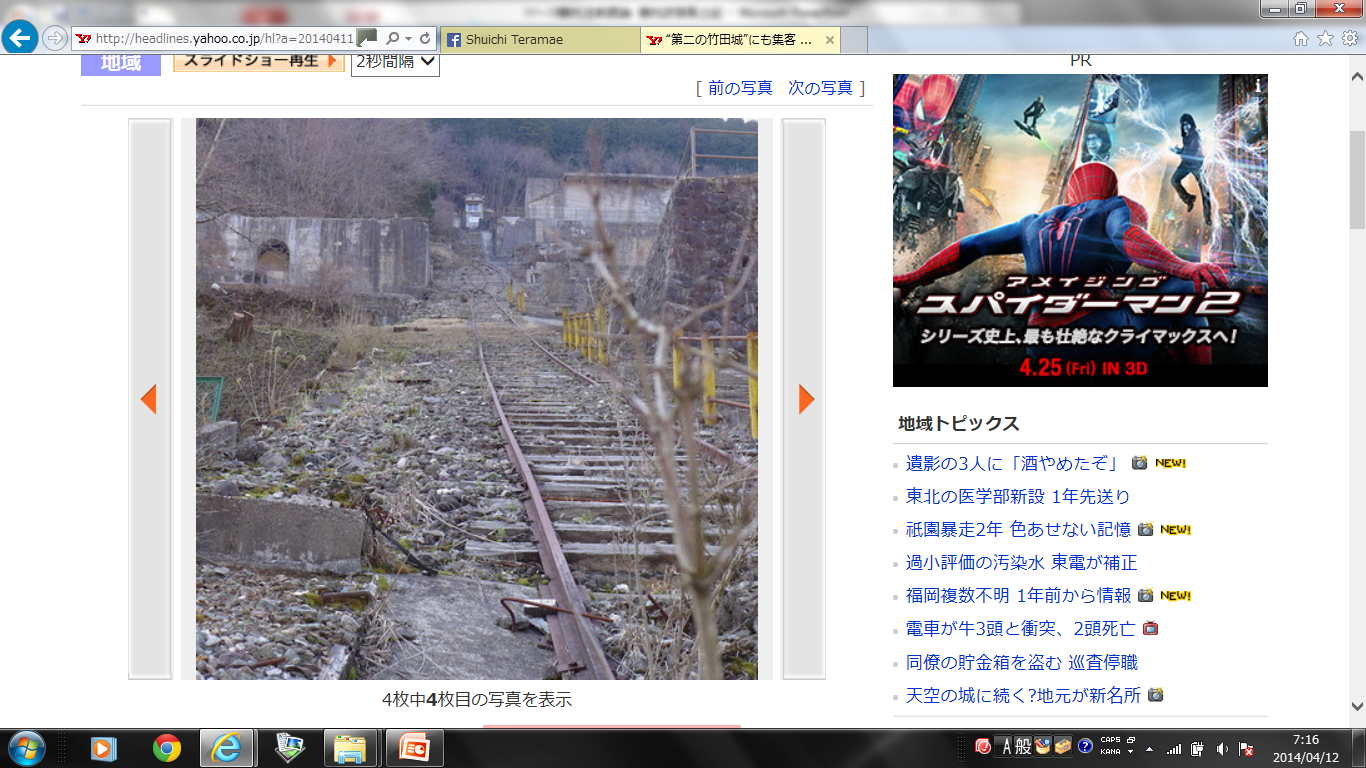 http://headlines.yahoo.co.jp/hl?a=20140411
Shuichi Teramae
“第二の竹田城”にも集客 ...
地域
スライドショー再生
2秒間隔
[ 前の写真 次の写真 ]
4枚中4枚目の写真を表示
PR
アメイジング
スパイダーマン2
シリーズ史上、最も壮絶なクライマックスへ!
4.25(Fri) IN 3D
地域トピックス
遺影の3人に「酒やめたぞ」 NEW!
東北の医学部新設 1年先送り
祇園暴走2年 色あせない記憶 NEW!
過小評価の汚染水 東電が補正
福岡複数不明 1年前から情報 NEW!
電車が牛3頭と衝突、2頭死亡
同僚の貯金箱を盗む 巡査停職
天空の城に続く?地元が新名所
A 般
CAPS
KANA
7:16
2014/04/12